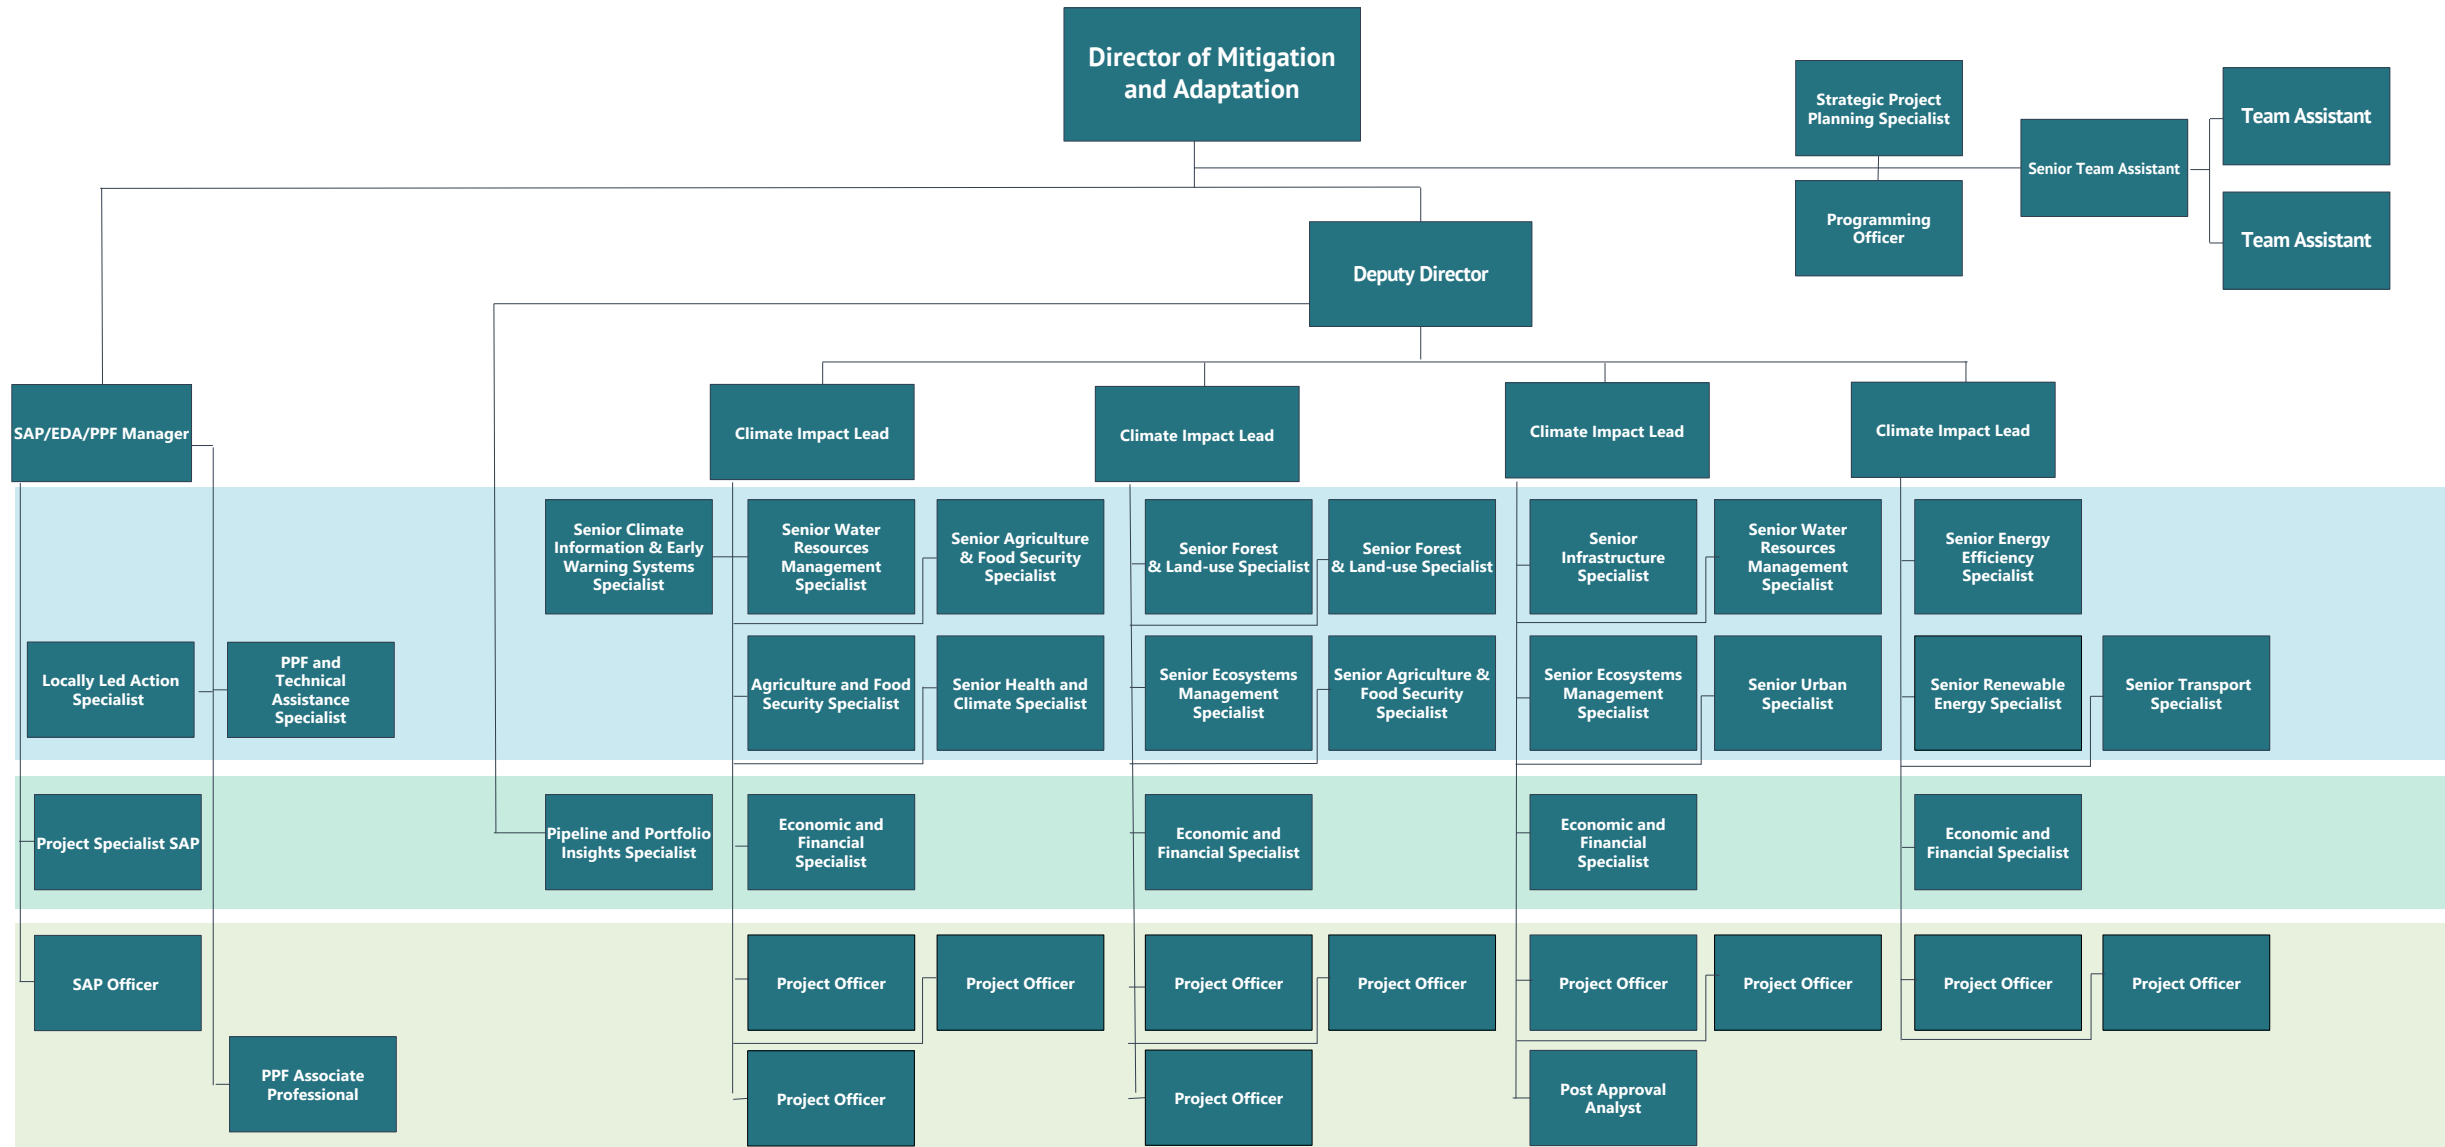 Director of Mitigation
and Adaptation
Strategic Project
Planning Specialist
Team Assistant
Senior Team Assistant
Programming
Officer
Team Assistant
Deputy Director
SAP/EDA/PPF Manager
Climate Impact Lead
Climate Impact Lead
Climate Impact Lead
Climate Impact Lead
Senior Climate
Information & Early
Warning Systems
Specialist
Senior Water
Resources
Management
Specialist
Senior Agriculture
& Food Security
Specialist
Senior Forest
& Land-use Specialist
Senior Forest
& Land-use Specialist
Senior
Infrastructure
Specialist
Senior Water
Resources
Management
Specialist
Senior Energy
Efficiency
Specialist
Locally Led Action
Specialist
PPF and
Technical
Assistance
Specialist
Agriculture and Food
Security Specialist
Senior Health and
Climate Specialist
Senior Ecosystems
Management
Specialist
Senior Agriculture &
Food Security
Specialist
Senior Ecosystems
Management
Specialist
Senior Urban
Specialist
Senior Renewable
Energy Specialist
Senior Transport
Specialist
Project Specialist SAP
Pipeline and Portfolio
Insights Specialist
Economic and
Financial
Specialist
Economic and
Financial Specialist
Economic and
Financial
Specialist
Economic and
Financial Specialist
SAP Officer
Project Officer
Project Officer
Project Officer
Project Officer
Project Officer
Project Officer
Project Officer
Project Officer
PPF Associate
Professional
Project Officer
Project Officer
Post Approval
Analyst